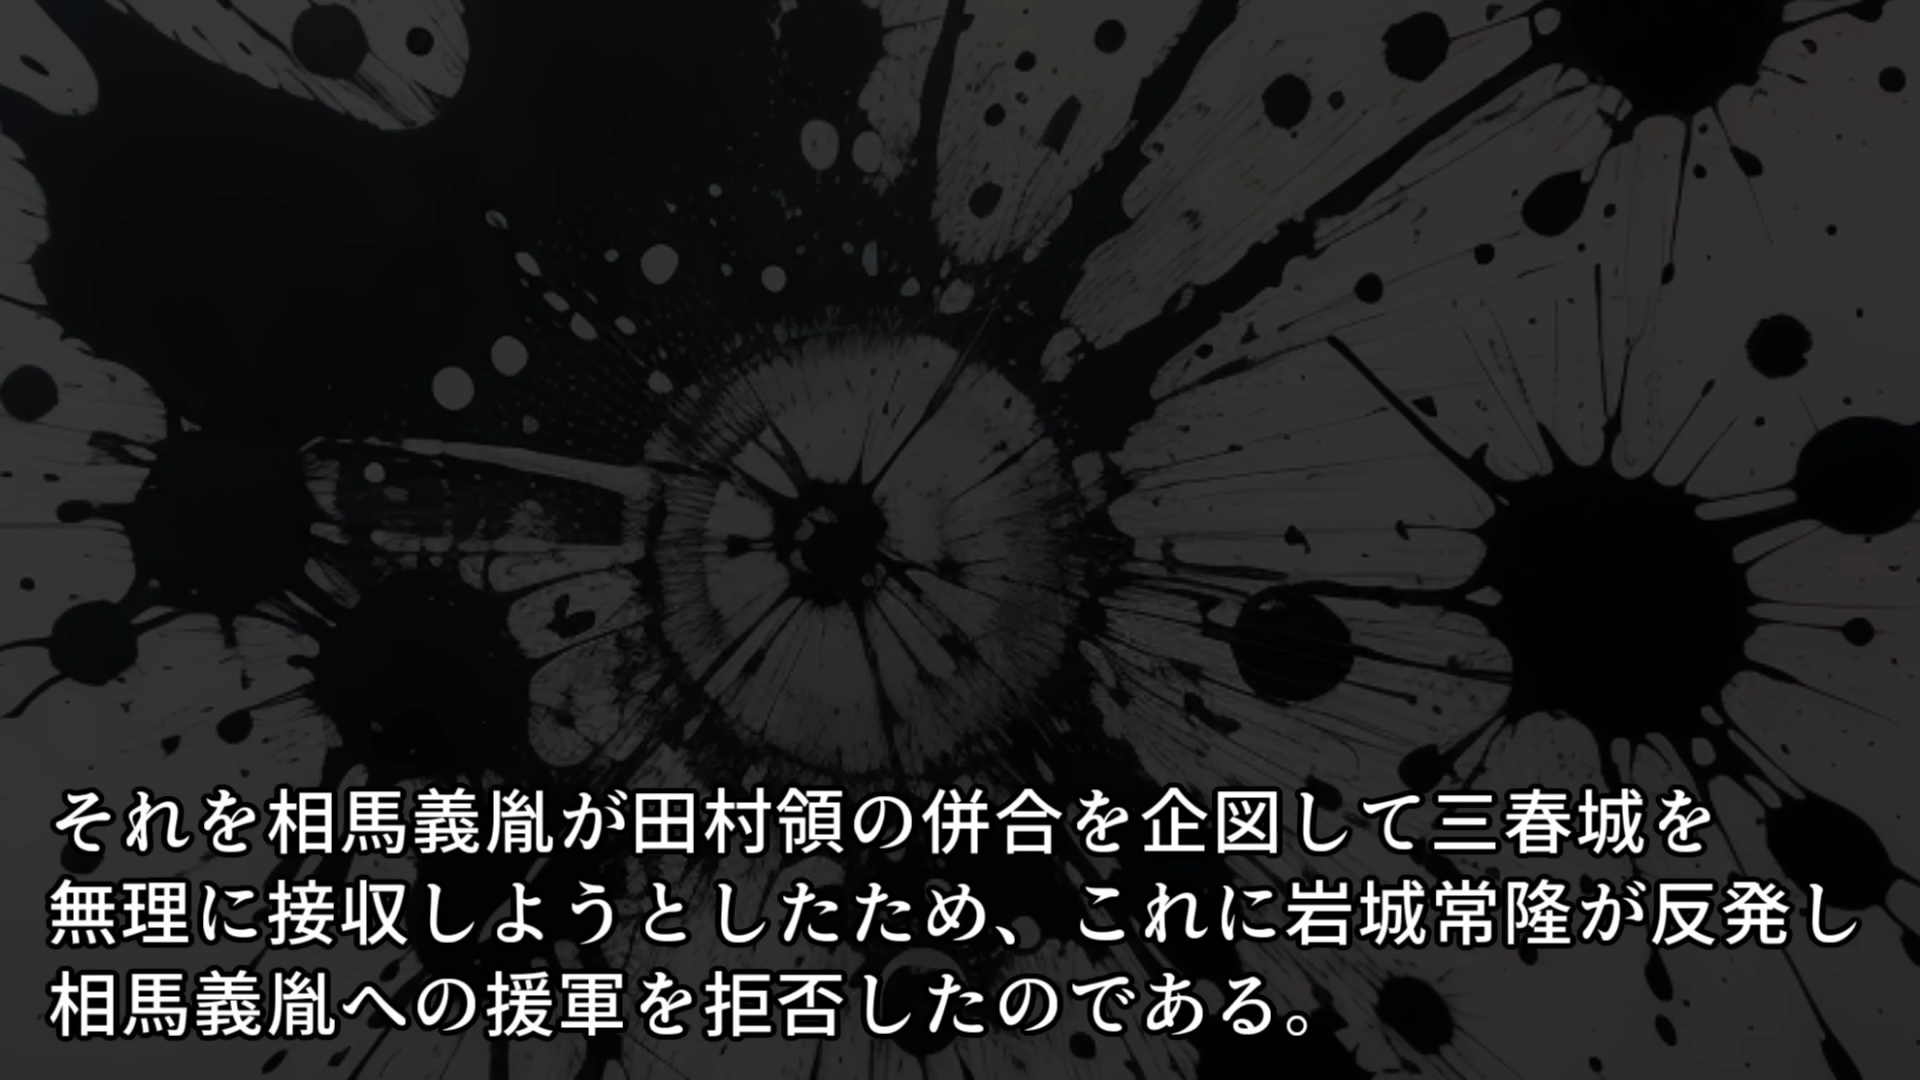 それを相馬義胤が田村領の併合を企図して三春城を
無理に接収しようとしたため、これに岩城常隆が反発し
相馬義胤への援軍を拒否したのである。